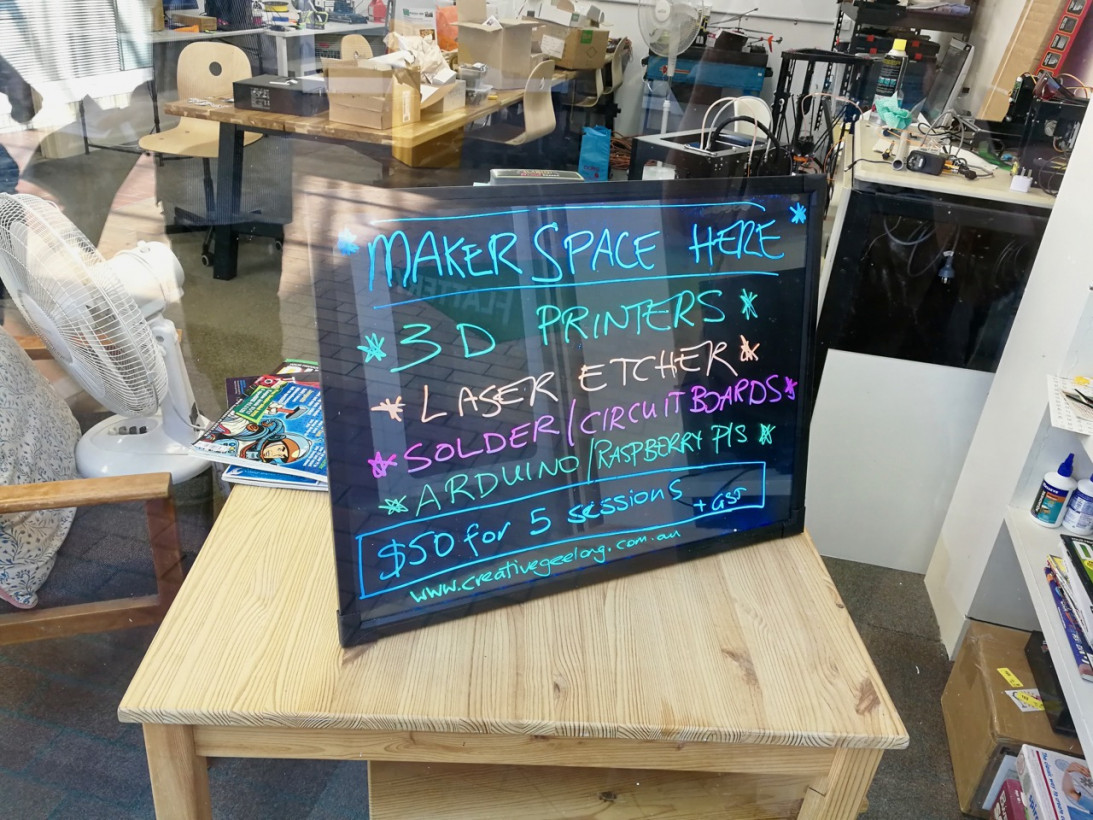 * MAKER SPACE HERE *
* 3D PRINTERS *
* LASER ETCHER *
* SOLDER/CIRCUIT BOARDS *
* ARDUINO/RASPBERRY PIS *
$50 for 5 sessions + GST
www.creativegeelong.com.au